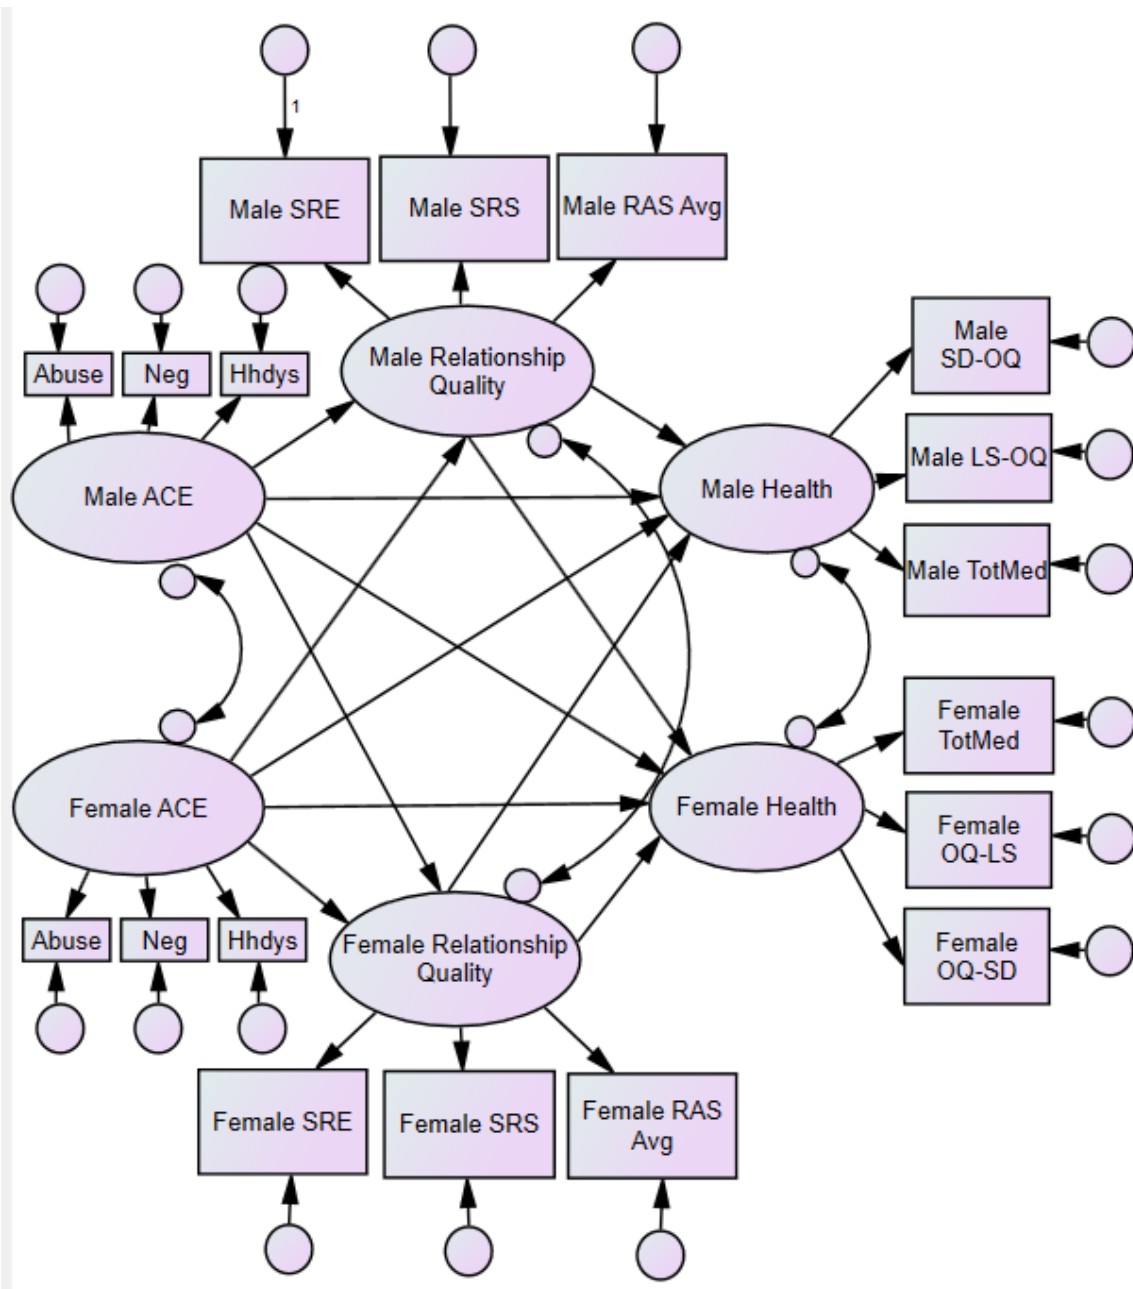 1
Male SRE
Male SRS
Male RAS Avg
Abuse
Neg
Hhdys
Male Relationship
Quality
Male
SD-OQ
Male LS-OQ
Male ACE
Male Health
Male TotMed
Female
TotMed
Female ACE
Female Health
Female
OQ-LS
Abuse
Neg
Hhdys
Female Relationship
Quality
Female
OQ-SD
Female SRE
Female SRS
Female RAS
Avg